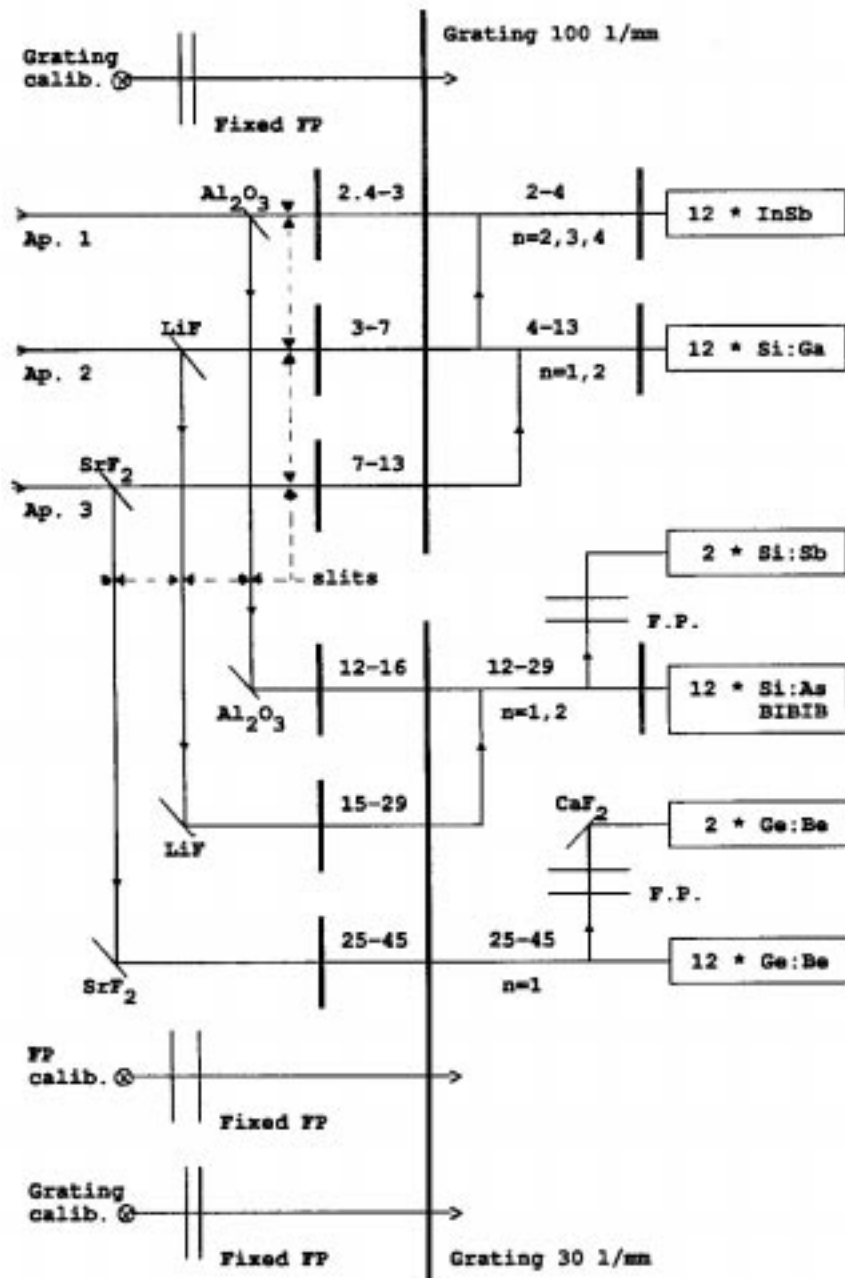 Grating 100 l/mm
Grating
calib.
Fixed FP
Al2O3
2.4-3
2-4
12 * InSb
Ap. 1
n=2,3,4
LiF
3-7
4-13
12 * Si:Ga
Ap. 2
n=1,2
SrF2
7-13
Ap. 3
2 * Si:Sb
slits
F.P.
12-16
12-29
12 * Si:As
BIBIB
Al2O3
n=1,2
15-29
CaF2
2 * Ge:Be
LiF
F.P.
25-45
25-45
12 * Ge:Be
SrF2
n=1
FP
calib.
Fixed FP
Grating
calib.
Fixed FP
Grating 30 l/mm